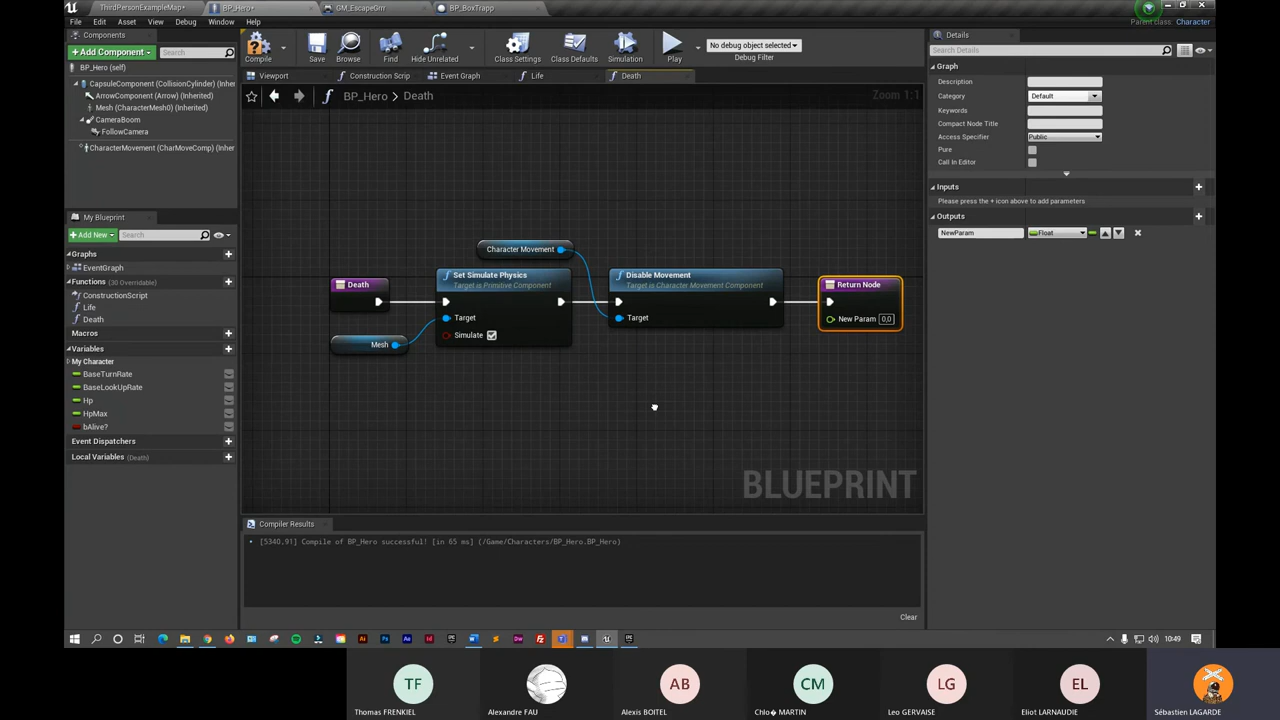 ThirdPersonExampleMap*
BP_Hero*
GM_EscapeGrrr
BP_BoxTrapp
File
Edit
Asset
View
Debug
Window
Help
Parent class:
Character
Components
+ Add Component
Search
BP_Hero (self)
CapsuleComponent (CollisionCylinder) (Inherited)
ArrowComponent (Arrow) (Inherited)
Mesh (CharacterMesh0) (Inherited)
CameraBoom
FollowCamera
CharacterMovement (CharMoveComp) (Inher
Compile
Save
Browse
Find
Hide Unrelated
Class Settings
Class Defaults
Simulation
Play
No debug object selected
Debug Filter
Viewport
Construction Scrip
Event Graph
Life
Death
BP_Hero > Death
Zoom 1:1
My Blueprint
+ Add New
Search
Graphs
EventGraph
Functions (30 Overridable)
ConstructionScript
Life
Death
Macros
Variables
My Character
BaseTurnRate
BaseLookUpRate
Hp
HpMax
bAlive?
Event Dispatchers
Local Variables (Death)
Character Movement
Death
Set Simulate Physics
Target is Primitive Component
Target
Simulate
Mesh
Disable Movement
Target is Character Movement Component
Target
Return Node
New Param 0,0
BLUEPRINT
Compiler Results
[5340,91] Compile of BP_Hero successful! [in 65 ms] (/Game/Characters/BP_Hero.BP_Hero)
Clear
Details
Search Details
Graph
Description
Category
Default
Keywords
Compact Node Title
Access Specifier
Public
Pure
Call In Editor
Inputs
Please press the + icon above to add parameters
Outputs
NewParam
Float
10:49
TF
AB
CM
LG
EL
Thomas FRENKIEL
Alexandre FAU
Alexis BOITEL
Chlo� MARTIN
Leo GERVAISE
Eliot LARNAUDIE
Sébastien LAGARDE